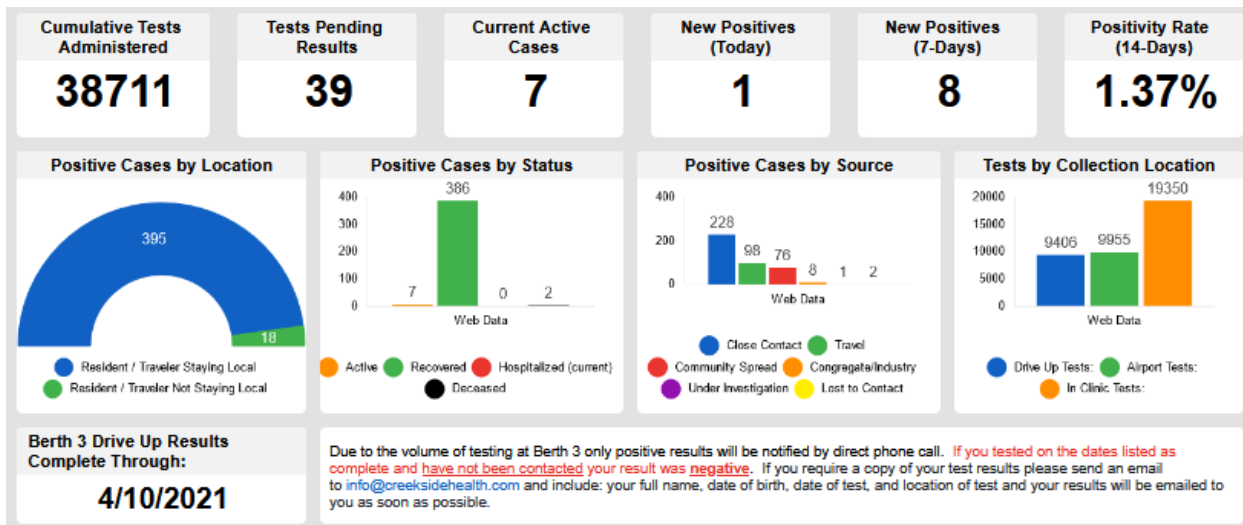 Cumulative Tests
Administered
38711
Tests Pending
Results
39
Current Active
Cases
7
New Positives
(Today)
1
New Positives
(7-Days)
8
Positivity Rate
(14-Days)
1.37%
Positive Cases by Location
395
18
Resident / Traveler Staying Local
Resident / Traveler Not Staying Local
Positive Cases by Status
400
300
200
100
0
7
386
0
2
Web Data
Active Recovered Hospitalized (current)
Deceased
Positive Cases by Source
400
200
0
228
98
76
8
1
2
Web Data
Close Contact Travel
Community Spread Congregate/Industry
Under Investigation Lost to Contact
Tests by Collection Location
20000
15000
10000
5000
0
9406
9955
19350
Web Data
Drive Up Tests: Airport Tests:
In Clinic Tests:
Berth 3 Drive Up Results
Complete Through:
4/10/2021
Due to the volume of testing at Berth 3 only positive results will be notified by direct phone call. If you tested on the dates listed as
complete and have not been contacted your result was negative. If you require a copy of your test results please send an email
to info@creeksidehealth.com and include: your full name, date of birth, date of test, and location of test and your results will be emailed to
you as soon as possible.